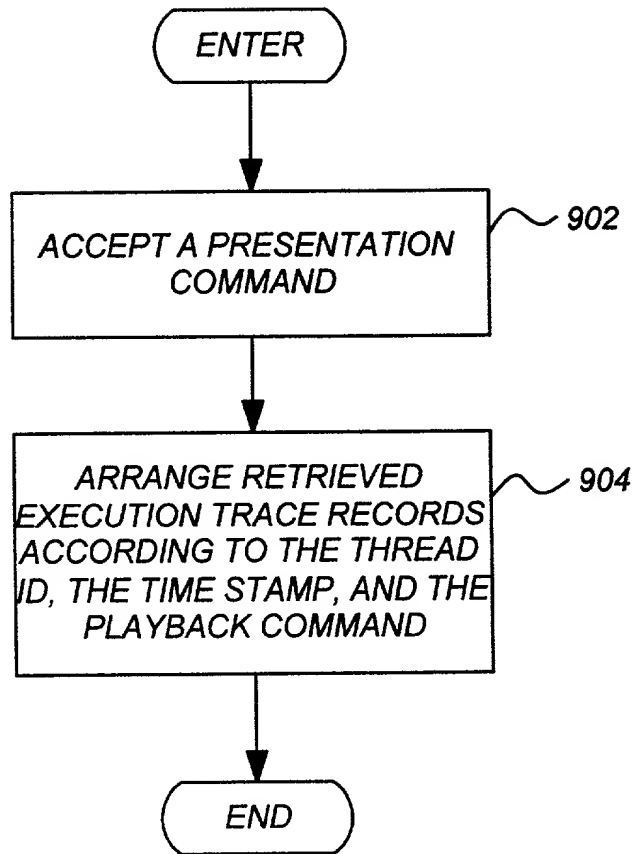 ENTER
ACCEPT A PRESENTATION
COMMAND
902
ARRANGE RETRIEVED
EXECUTION TRACE RECORDS
ACCORDING TO THE THREAD
ID, THE TIME STAMP, AND THE
PLAYBACK COMMAND
904
END